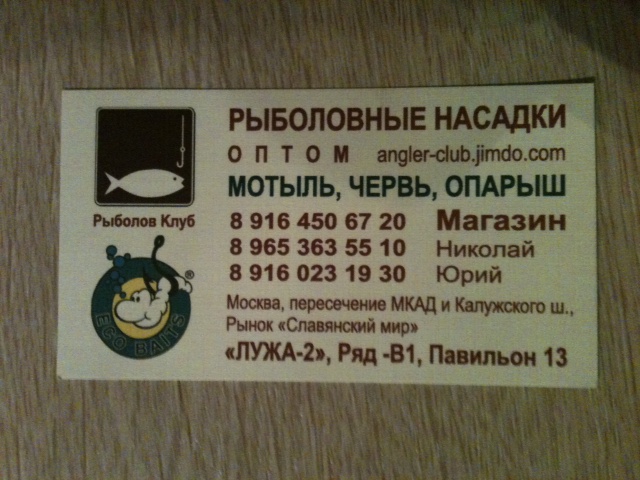 РЫБОЛОВНЫЕ НАСАДКИ
ОПТОМ angler-club.jimdo.com
МОТЫЛЬ, ЧЕРВЬ, ОПАРЫШ
Рыболов Клуб
8 916 450 67 20 Магазин
8 965 363 55 10 Николай
8 916 023 19 30 Юрий
®
ECO BAITS
Москва, пересечение МКАД и Калужского ш.,
Рынок «Славянский мир»
«ЛУЖА-2», Ряд -В1, Павильон 13